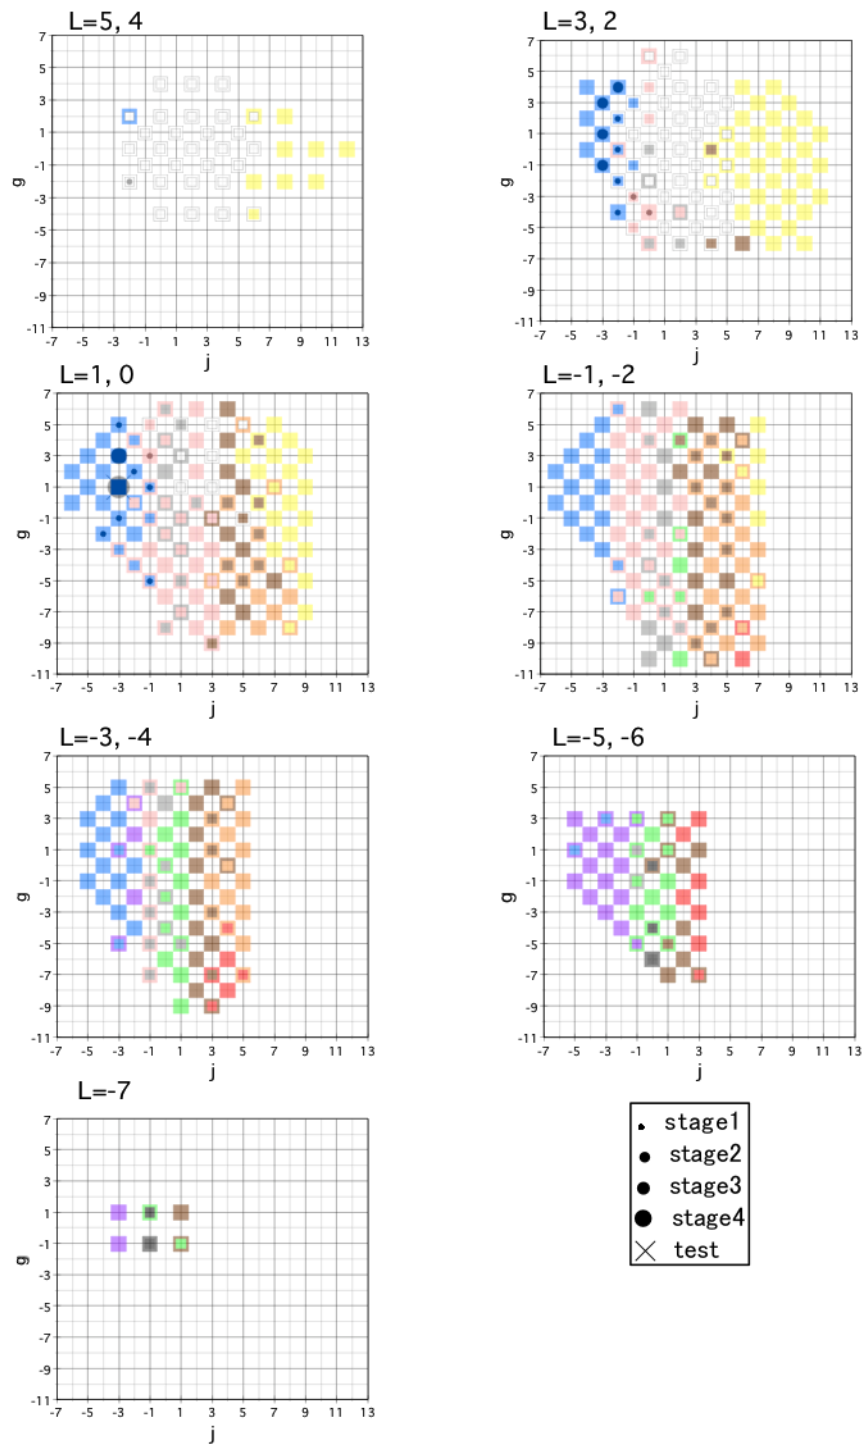 L=5, 4
7
5
3
1
-1
-3
-5
-7
-9
-11
g
-7 -5 -3 -1 1 3 5 7 9 11 13
j
L=3, 2
7
5
3
1
-1
-3
-5
-7
-9
-11
g
-7 -5 -3 -1 1 3 5 7 9 11 13
j
L=1, 0
7
5
3
1
-1
-3
-5
-7
-9
-11
g
-7 -5 -3 -1 1 3 5 7 9 11 13
j
L=-1, -2
7
5
3
1
-1
-3
-5
-7
-9
-11
g
-7 -5 -3 -1 1 3 5 7 9 11 13
j
L=-3, -4
7
5
3
1
-1
-3
-5
-7
-9
-11
g
-7 -5 -3 -1 1 3 5 7 9 11 13
j
L=-5, -6
7
5
3
1
-1
-3
-5
-7
-9
-11
g
-7 -5 -3 -1 1 3 5 7 9 11 13
j
L=-7
7
5
3
1
-1
-3
-5
-7
-9
-11
g
-7 -5 -3 -1 1 3 5 7 9 11 13
j
stage1
stage2
stage3
stage4
test